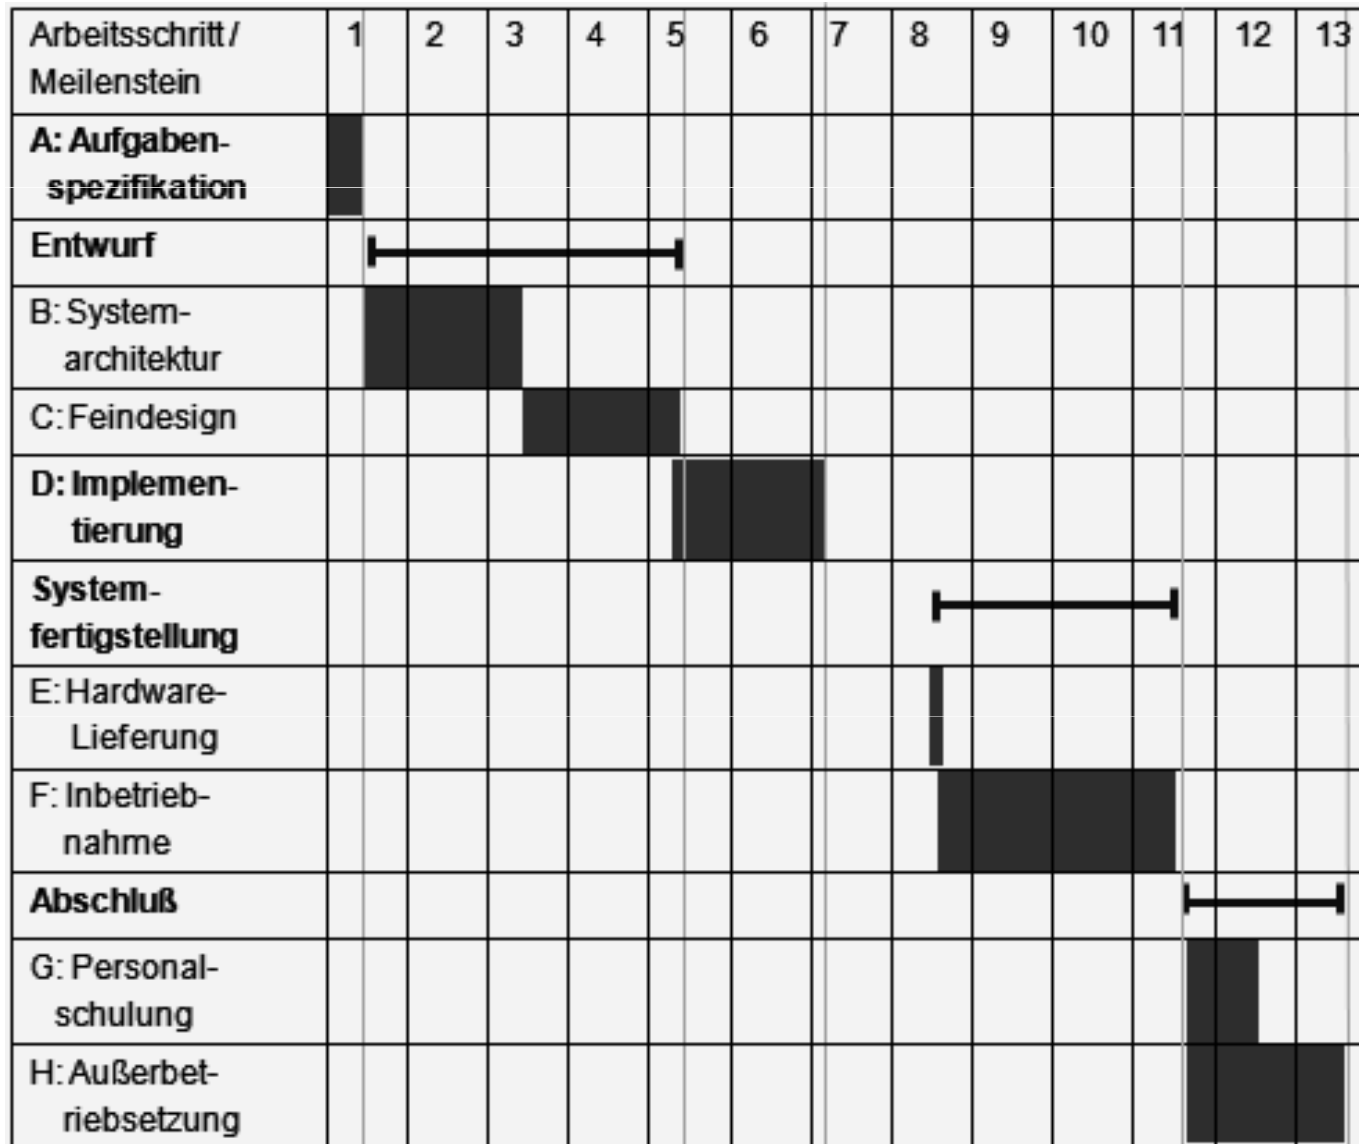 Arbeitsschritt/ 1 2 3 4 5 6 7 8 9 10 11 12 13
Meilenstein
A: Aufgaben-
spezifikation
Entwurf
B: System-
architektur
C: Feindesign
D: Implemen-
tierung
System-
fertigstellung
E: Hardware-
Lieferung
F: Inbetrieb-
nahme
Abschluß
G: Personal-
schulung
H: Außerbet-
riebsetzung